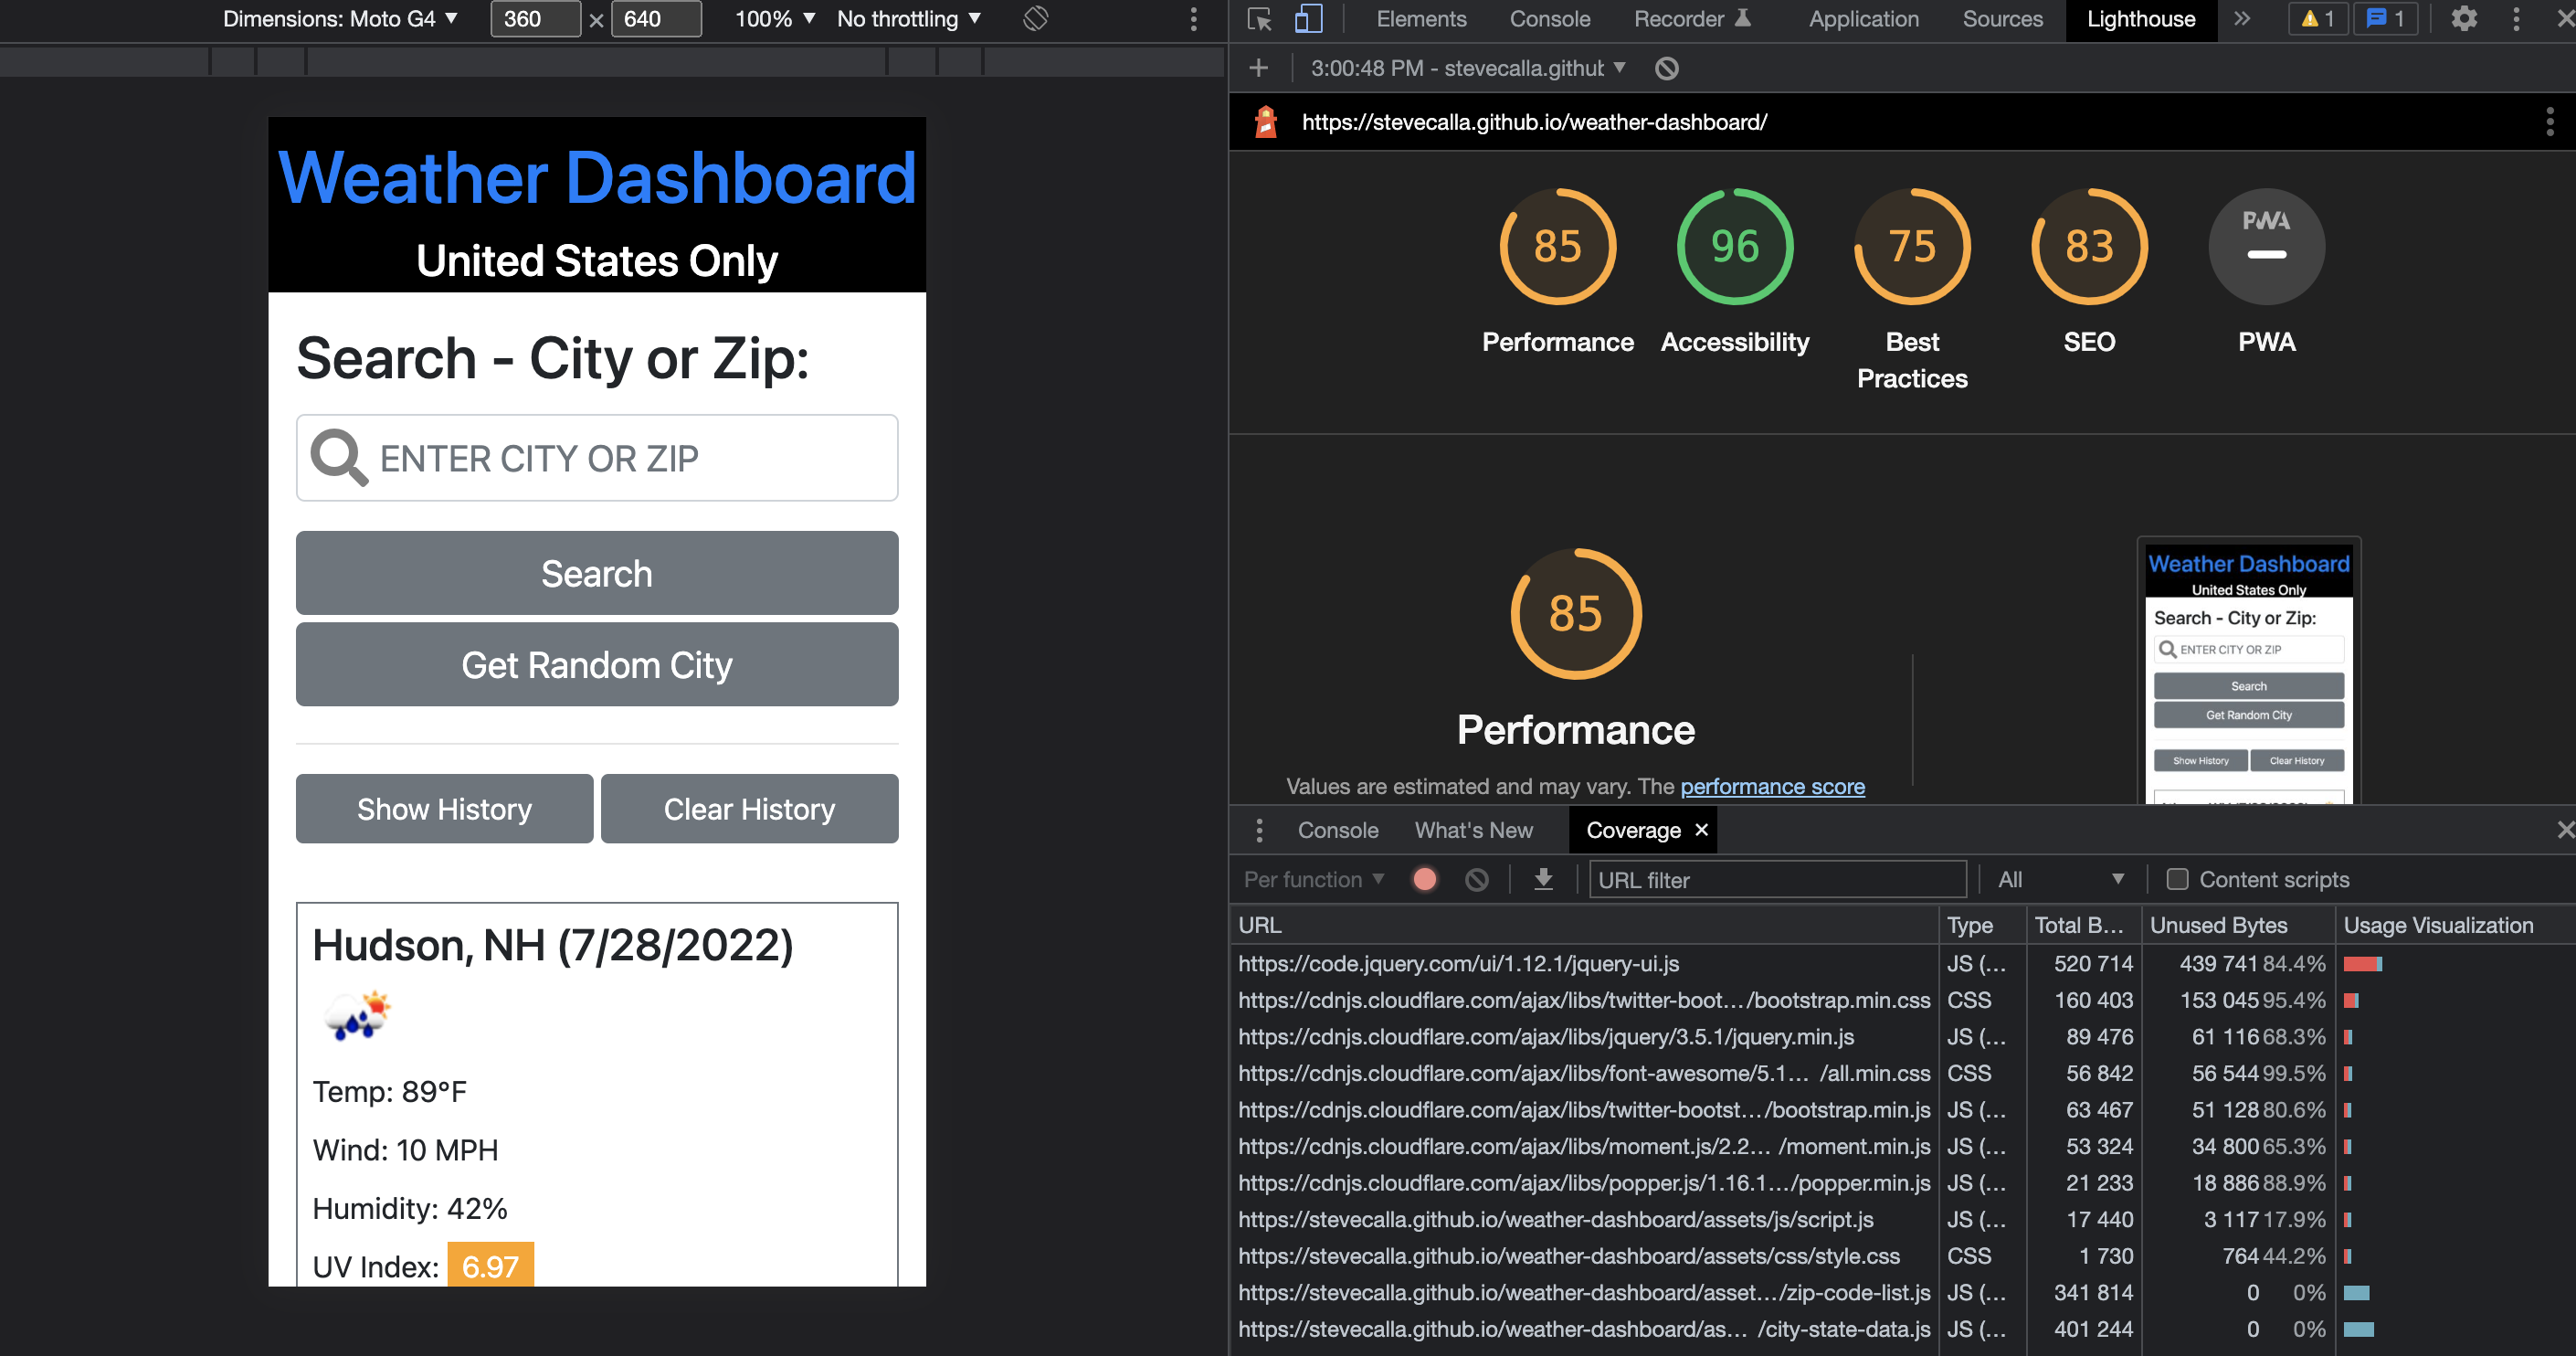 Dimensions: Moto G4 ▼ 360 × 640 100% ▼ No throttling ▼
Weather Dashboard
United States Only
Search - City or Zip:
ENTER CITY OR ZIP
Search
Get Random City
Show History Clear History
Hudson, NH (7/28/2022)
Temp: 89°F
Wind: 10 MPH
Humidity: 42%
UV Index: 6.97
Elements Console Recorder Application Sources Lighthouse » 1 1
3:00:48 PM - stevecalla.github ▼
https://stevecalla.github.io/weather-dashboard/
85 96 75 83 PWA
Performance Accessibility Best Practices SEO PWA
85
Performance
Values are estimated and may vary. The performance score
Weather Dashboard
United States Only
Search - City or Zip:
ENTER CITY OR ZIP
Search
Get Random City
Show History Clear History
Console What's New Coverage ×
Per function ▼ URL filter All ▼ Content scripts
URL Type Total B… Unused Bytes Usage Visualization
https://code.jquery.com/ui/1.12.1/jquery-ui.js JS (… 520 714 439 741 84.4%
https://cdnjs.cloudflare.com/ajax/libs/twitter-boot…/bootstrap.min.css CSS 160 403 153 045 95.4%
https://cdnjs.cloudflare.com/ajax/libs/jquery/3.5.1/jquery.min.js JS (… 89 476 61 116 68.3%
https://cdnjs.cloudflare.com/ajax/libs/font-awesome/5.1… /all.min.css CSS 56 842 56 544 99.5%
https://cdnjs.cloudflare.com/ajax/libs/twitter-bootst…/bootstrap.min.js JS (… 63 467 51 128 80.6%
https://cdnjs.cloudflare.com/ajax/libs/moment.js/2.2… /moment.min.js JS (… 53 324 34 800 65.3%
https://cdnjs.cloudflare.com/ajax/libs/popper.js/1.16.1…/popper.min.js JS (… 21 233 18 886 88.9%
https://stevecalla.github.io/weather-dashboard/assets/js/script.js JS (… 17 440 3 117 17.9%
https://stevecalla.github.io/weather-dashboard/assets/css/style.css CSS 1 730 764 44.2%
https://stevecalla.github.io/weather-dashboard/asset…/zip-code-list.js JS (… 341 814 0 0%
https://stevecalla.github.io/weather-dashboard/as… /city-state-data.js JS (… 401 244 0 0%